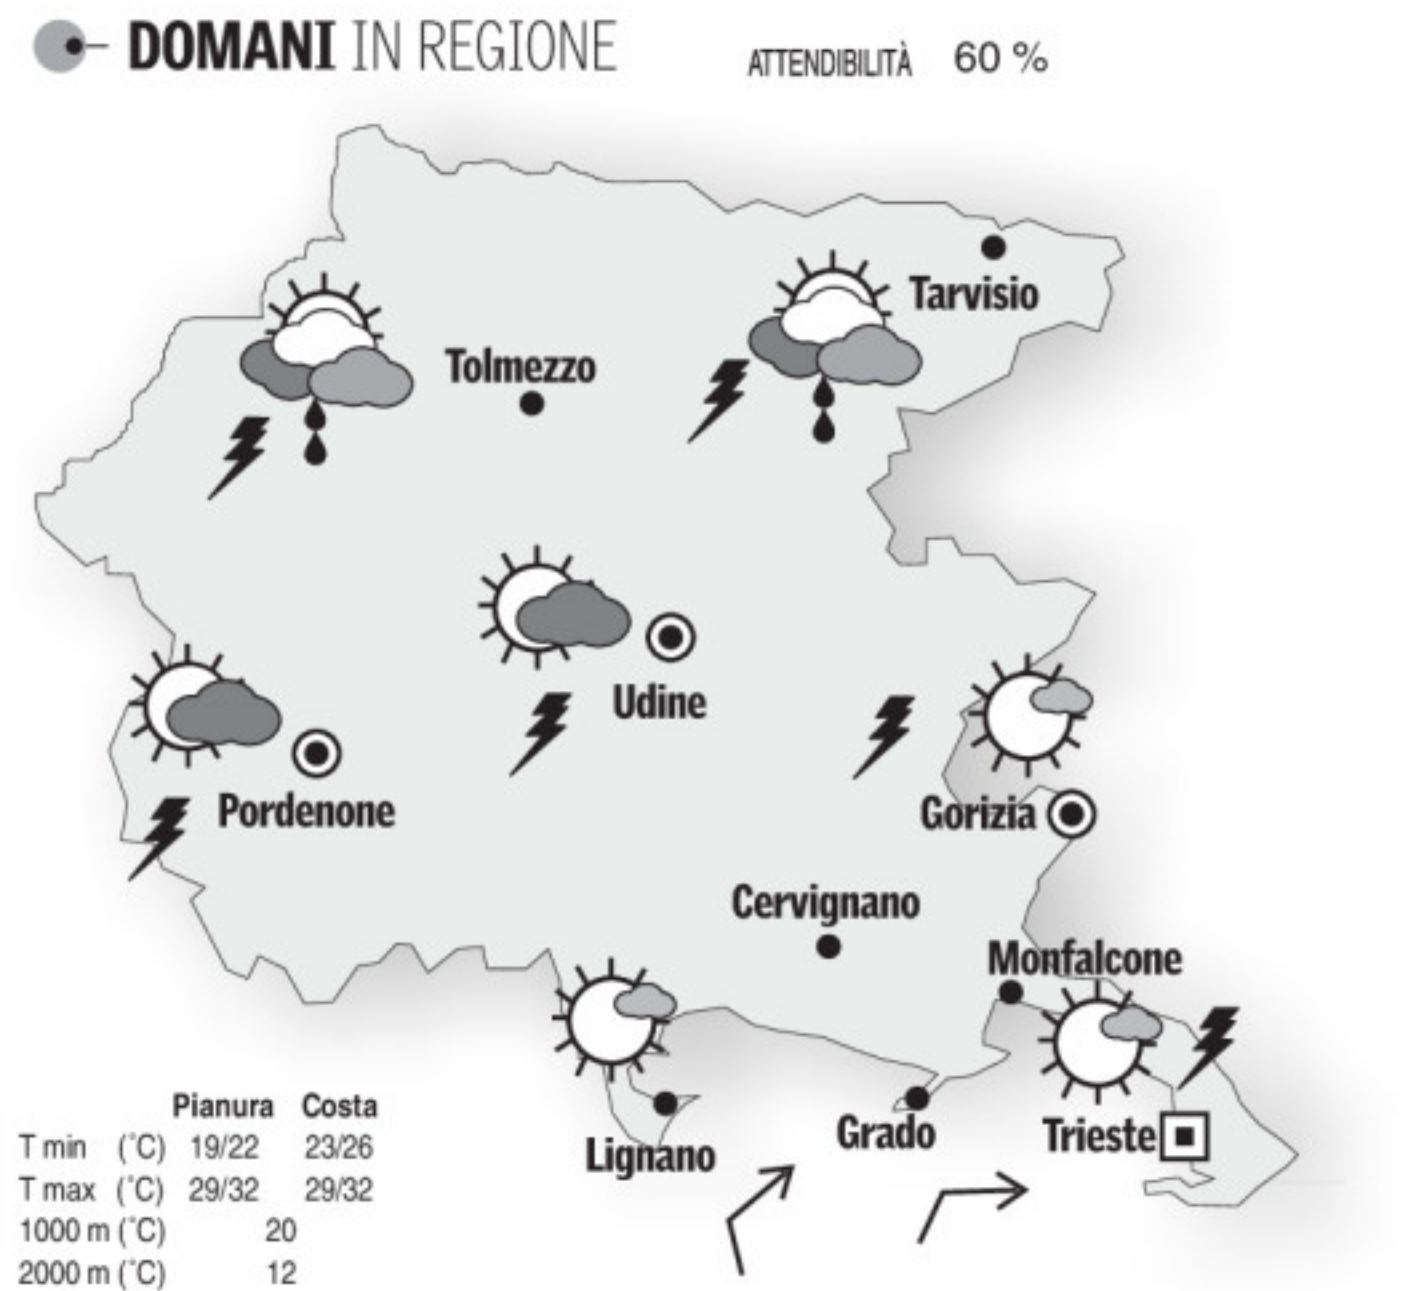 DOMANI IN REGIONE
ATTENDIBILITÀ 60 %
Tarvisio
Tolmezzo
Udine
Pordenone
Gorizia
Cervignano
Monfalcone
Grado
Trieste
Lignano
Pianura Costa
T min (°C) 19/22 23/26
T max (°C) 29/32 29/32
1000 m (°C) 20
2000 m (°C) 12